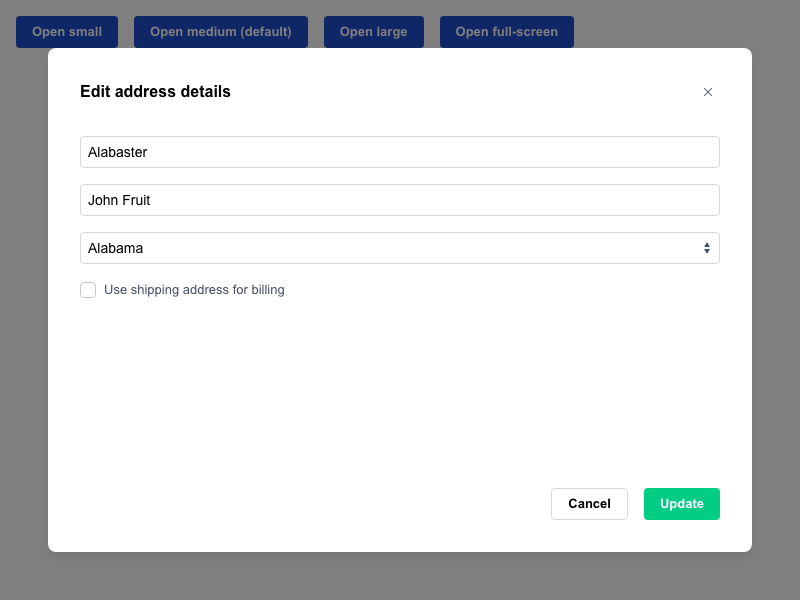 Open small Open medium (default) Open large Open full-screen
Edit address details
Alabaster
John Fruit
Alabama
Use shipping address for billing
Cancel Update